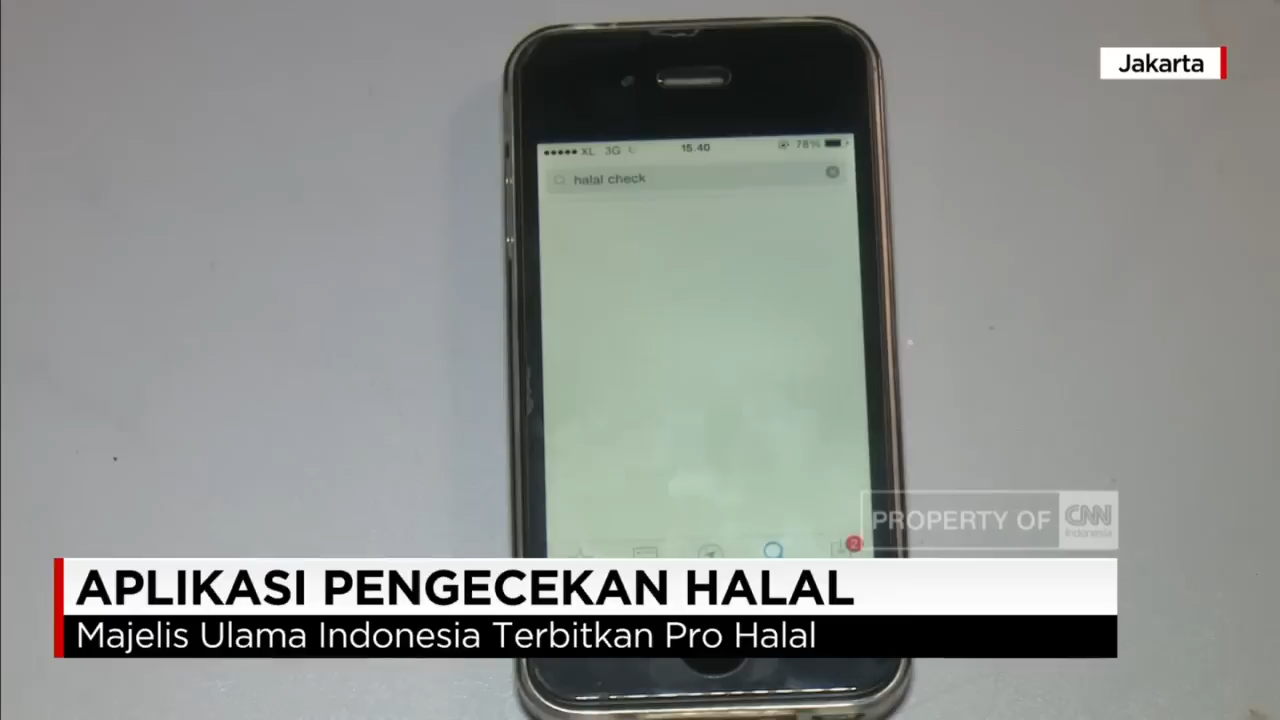 Jakarta
XL 3G 15.40 78%
halal check
2
PROPERTY OF CNN Indonesia
APLIKASI PENGECEKAN HALAL
Majelis Ulama Indonesia Terbitkan Pro Halal